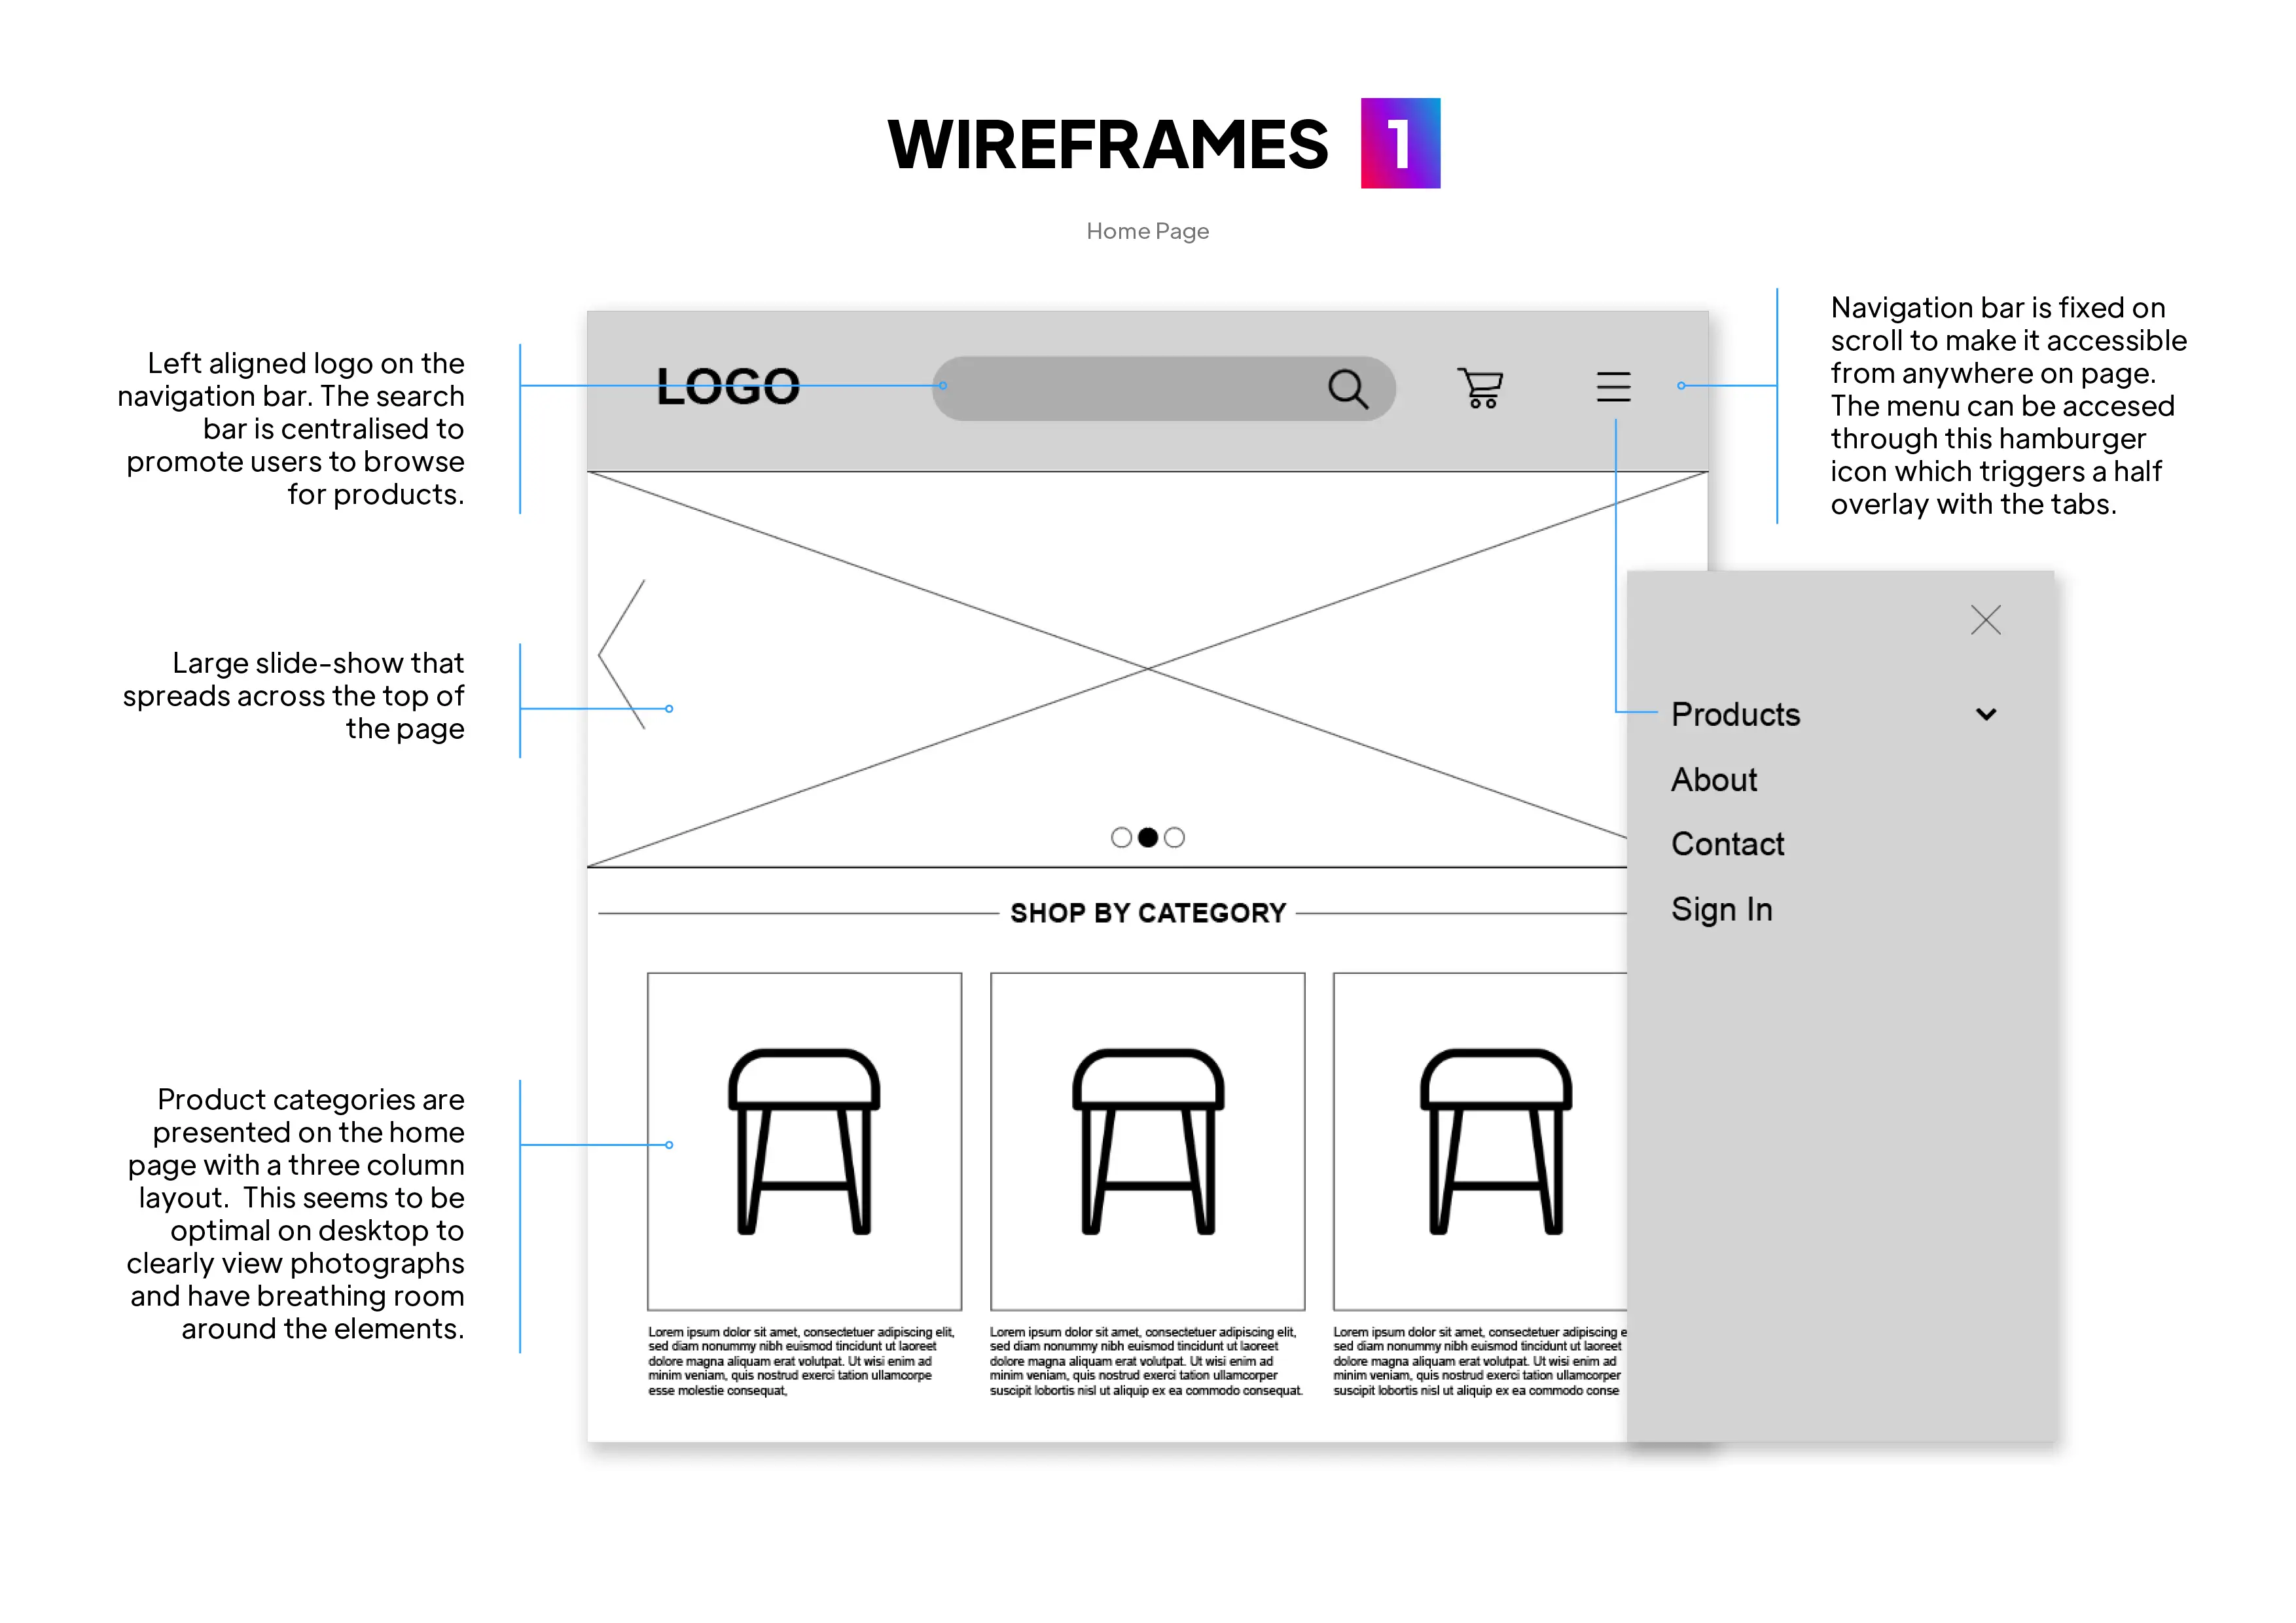 WIREFRAMES 1
Home Page
Left aligned logo on the
navigation bar. The search
bar is centralised to
promote users to browse
for products.
LOGO
Navigation bar is fixed on
scroll to make it accessible
from anywhere on page.
The menu can be accesed
through this hamburger
icon which triggers a half
overlay with the tabs.
Large slide-show that
spreads across the top of
the page
Products
About
Contact
Sign In
SHOP BY CATEGORY
Product categories are
presented on the home
page with a three column
layout.  This seems to be
optimal on desktop to
clearly view photographs
and have breathing room
around the elements.
Lorem ipsum dolor sit amet, consectetuer adipiscing elit,
sed diam nonummy nibh euismod tincidunt ut laoreet
dolore magna aliquam erat volutpat. Ut wisi enim ad
minim veniam, quis nostrud exerci tation ullamcorpe
esse molestie consequat,
Lorem ipsum dolor sit amet, consectetuer adipiscing elit,
sed diam nonummy nibh euismod tincidunt ut laoreet
dolore magna aliquam erat volutpat. Ut wisi enim ad
minim veniam, quis nostrud exerci tation ullamcorper
suscipit lobortis nisl ut aliquip ex ea commodo consequat.
Lorem ipsum dolor sit amet, consectetuer adipiscing e
sed diam nonummy nibh euismod tincidunt ut laoreet
dolore magna aliquam erat volutpat. Ut wisi enim ad
minim veniam, quis nostrud exerci tation ullamcorper
suscipit lobortis nisl ut aliquip ex ea commodo conse